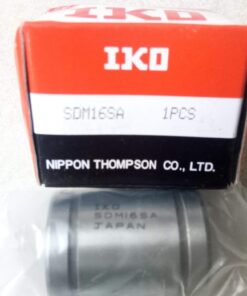 IKO
SDM16SA 1PCS
NIPPON THOMPSON CO., LTD.
IKO
SDM16SA
JAPAN